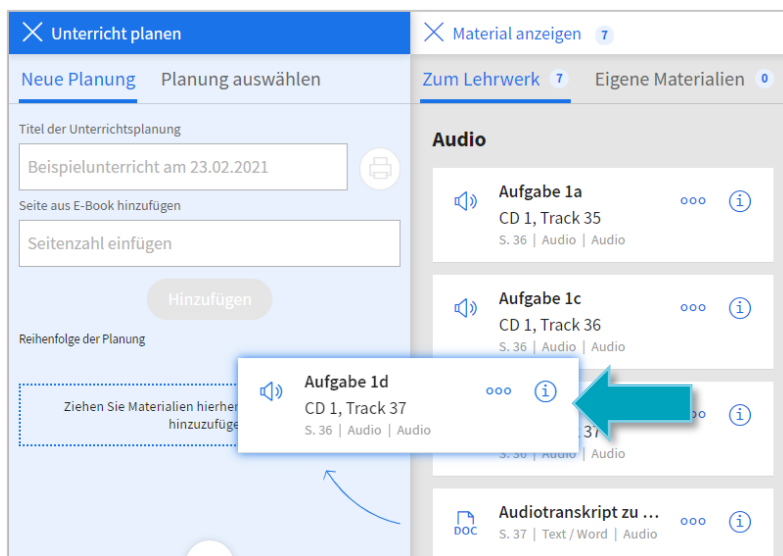 Unterricht planen
Neue Planung Planung auswählen
Titel der Unterrichtsplanung
Beispielunterricht am 23.02.2021
Seite aus E-Book hinzufügen
Seitenzahl einfügen
Hinzufügen
Reihenfolge der Planung
Ziehen Sie Materialien
Aufgabe 1d
CD 1, Track 37
S. 36 | Audio | Audio
Material anzeigen 7
Zum Lehrwerk 7 Eigene Materialien 0
Audio
Aufgabe 1a
CD 1, Track 35
S. 36 | Audio | Audio
Aufgabe 1c
CD 1, Track 36
S. 36 | Audio | Audio
37
S. 36 | Audio | Audio
Audiotranskript zu ...
DOC
S. 37 | Text / Word | Audio